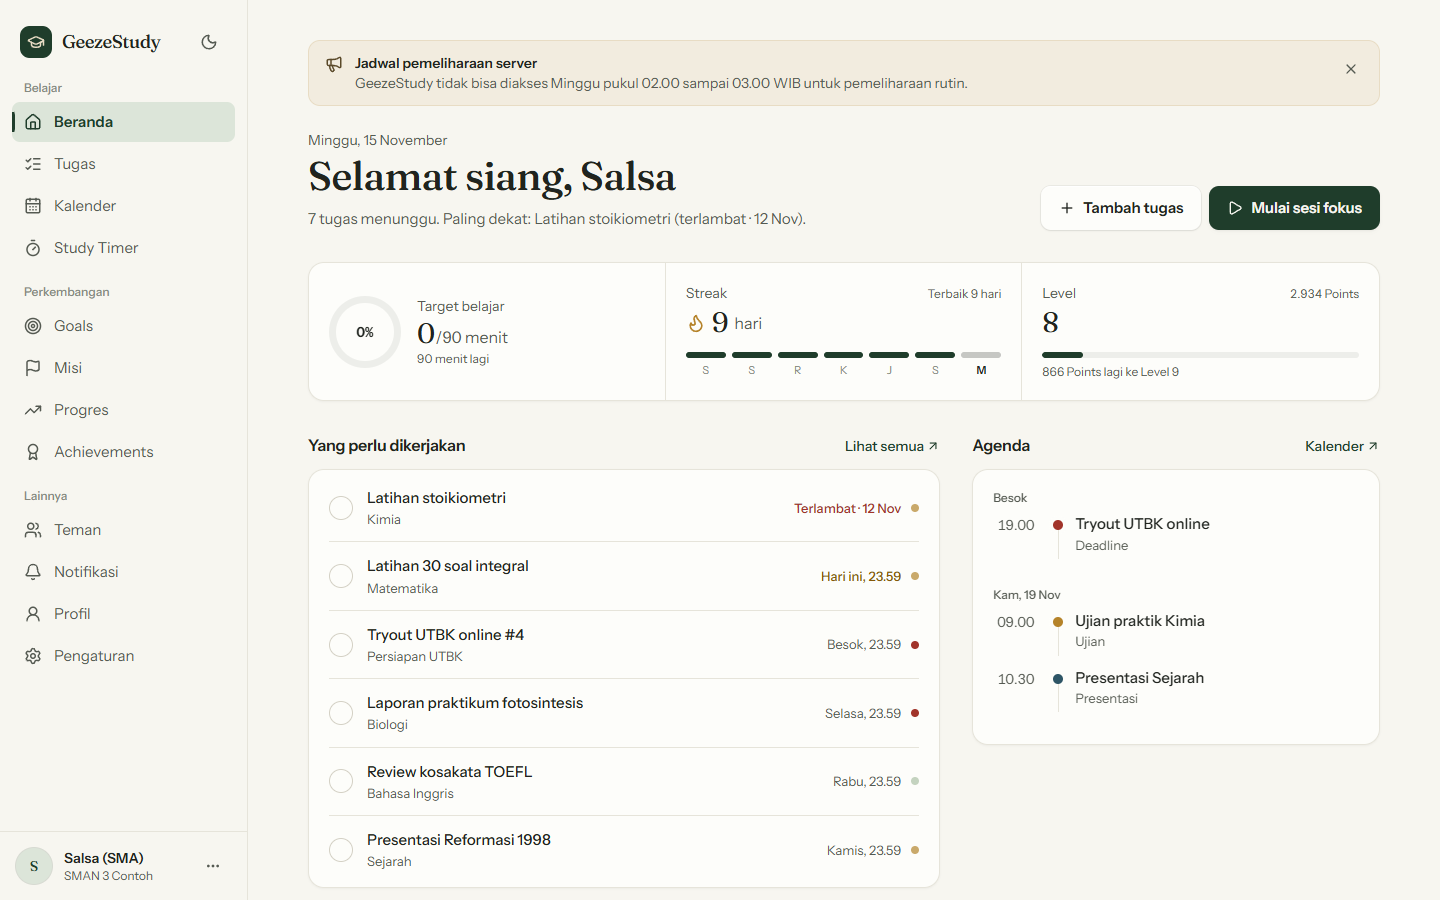 GeezeStudy
Belajar
Beranda
Tugas
Kalender
Study Timer
Perkembangan
Goals
Misi
Progres
Achievements
Lainnya
Teman
Notifikasi
Profil
Pengaturan
S
Salsa (SMA)
SMAN 3 Contoh
Jadwal pemeliharaan server
GeezeStudy tidak bisa diakses Minggu pukul 02.00 sampai 03.00 WIB untuk pemeliharaan rutin.
Minggu, 15 November
Selamat siang, Salsa
7 tugas menunggu. Paling dekat: Latihan stoikiometri (terlambat · 12 Nov).
Tambah tugas
Mulai sesi fokus
0%
Target belajar
0/90 menit
90 menit lagi
Streak
Terbaik 9 hari
9 hari
S S R K J S M
Level
2.934 Points
8
866 Points lagi ke Level 9
Yang perlu dikerjakan
Lihat semua
Latihan stoikiometri
Kimia
Terlambat · 12 Nov
Latihan 30 soal integral
Matematika
Hari ini, 23.59
Tryout UTBK online #4
Persiapan UTBK
Besok, 23.59
Laporan praktikum fotosintesis
Biologi
Selasa, 23.59
Review kosakata TOEFL
Bahasa Inggris
Rabu, 23.59
Presentasi Reformasi 1998
Sejarah
Kamis, 23.59
Agenda
Kalender
Besok
19.00
Tryout UTBK online
Deadline
Kam, 19 Nov
09.00
Ujian praktik Kimia
Ujian
10.30
Presentasi Sejarah
Presentasi